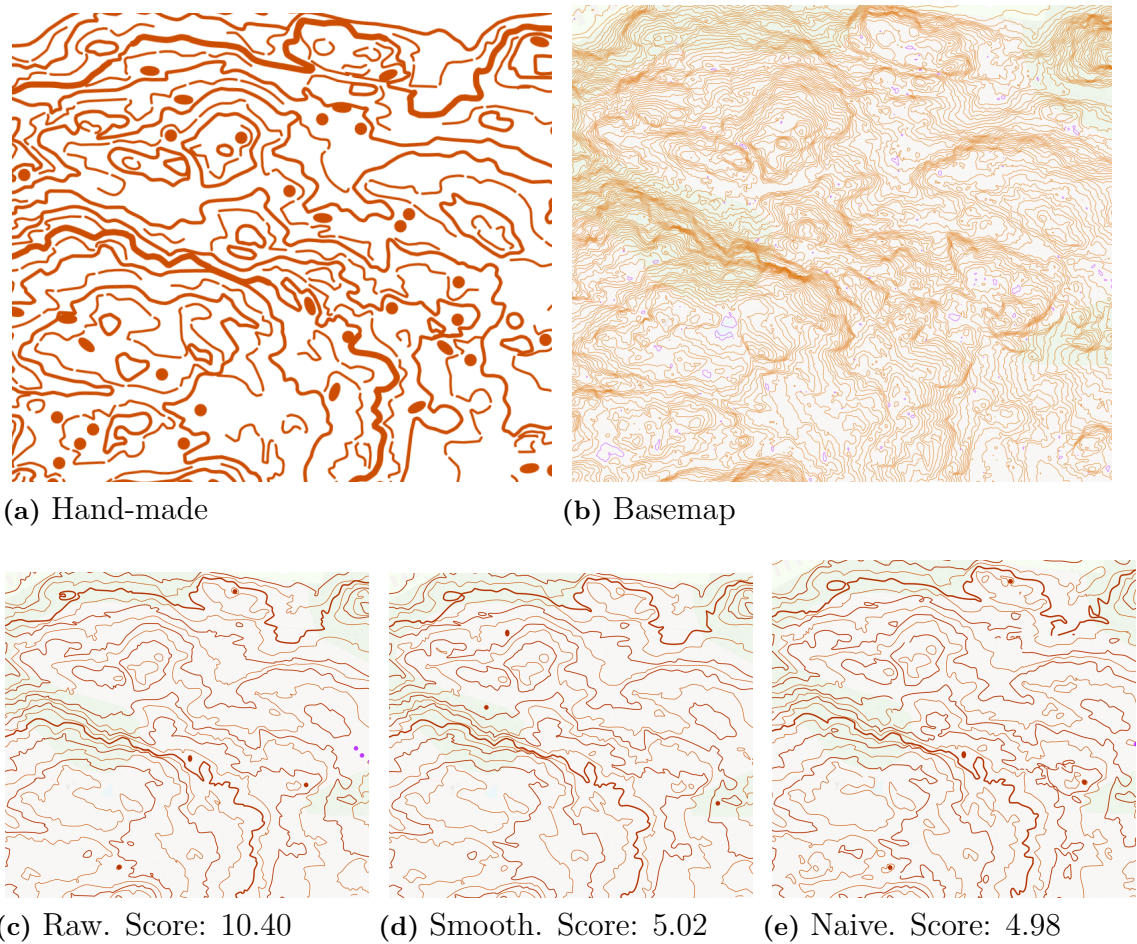 (a) Hand-made
(b) Basemap
(c) Raw. Score: 10.40
(d) Smooth. Score: 5.02
(e) Naive. Score: 4.98